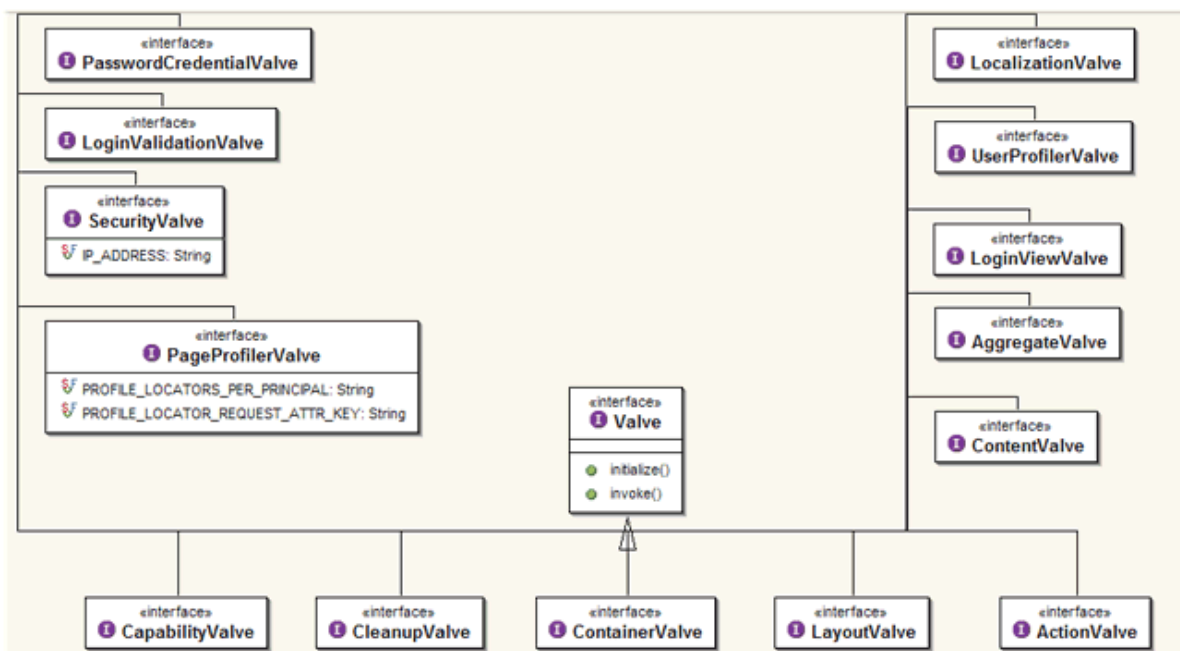 «interface»
PasswordCredentialValve
«interface»
LoginValidationValve
«interface»
SecurityValve
IP_ADDRESS: String
«interface»
PageProfilerValve
PROFILE_LOCATORS_PER_PRINCIPAL: String
PROFILE_LOCATOR_REQUEST_ATTR_KEY: String
«interface»
Valve
initialize()
invoke()
«interface»
LocalizationValve
«interface»
UserProfilerValve
«interface»
LoginViewValve
«interface»
AggregateValve
«interface»
ContentValve
«interface»
CapabilityValve
«interface»
CleanupValve
«interface»
ContainerValve
«interface»
LayoutValve
«interface»
ActionValve